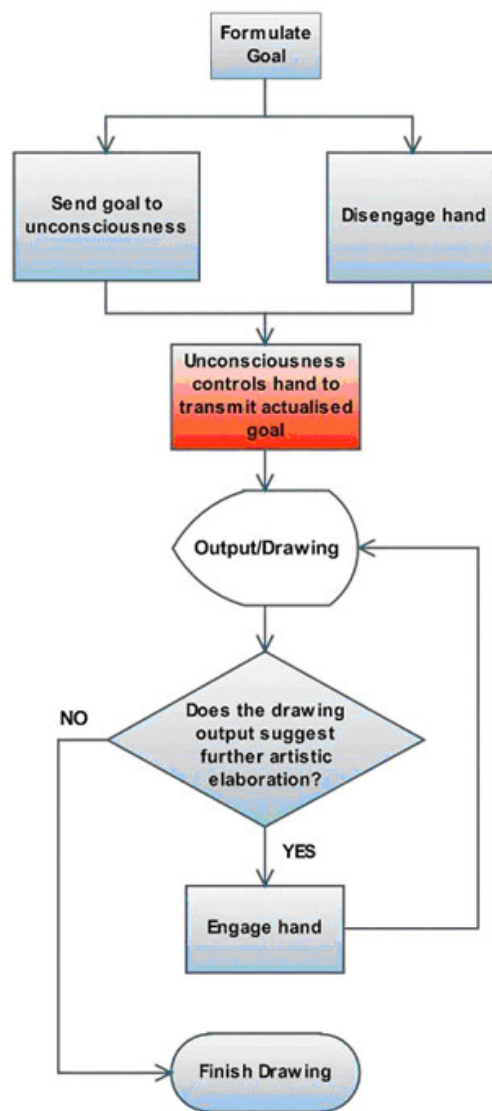 Formulate
Goal
Send goal to
unconsciousness
Disengage hand
Unconsciousness
controls hand to
transmit actualised
goal
Output/Drawing
Does the drawing
output suggest
further artistic
elaboration?
NO
YES
Engage hand
Finish Drawing